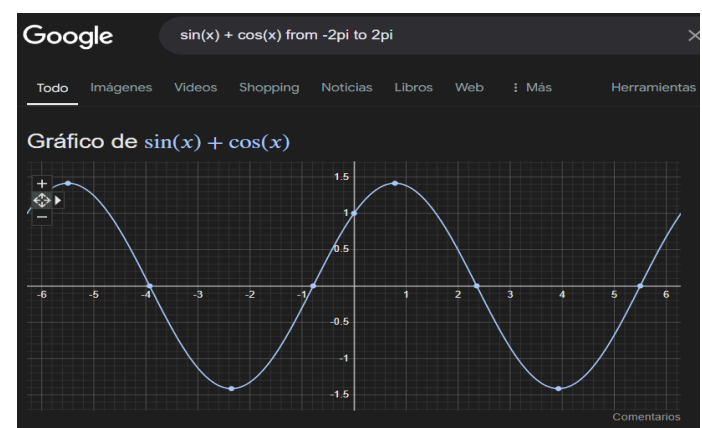 Google sin(x) + cos(x) from -2pi to 2pi
Todo Imágenes Videos Shopping Noticias Libros Web Más Herramientas
Gráfico de sin(x) + cos(x)
1.5
1
0.5
-6 -5 -4 -3 -2 -1 1 2 3 4 5 6
-0.5
-1
-1.5
Comentarios